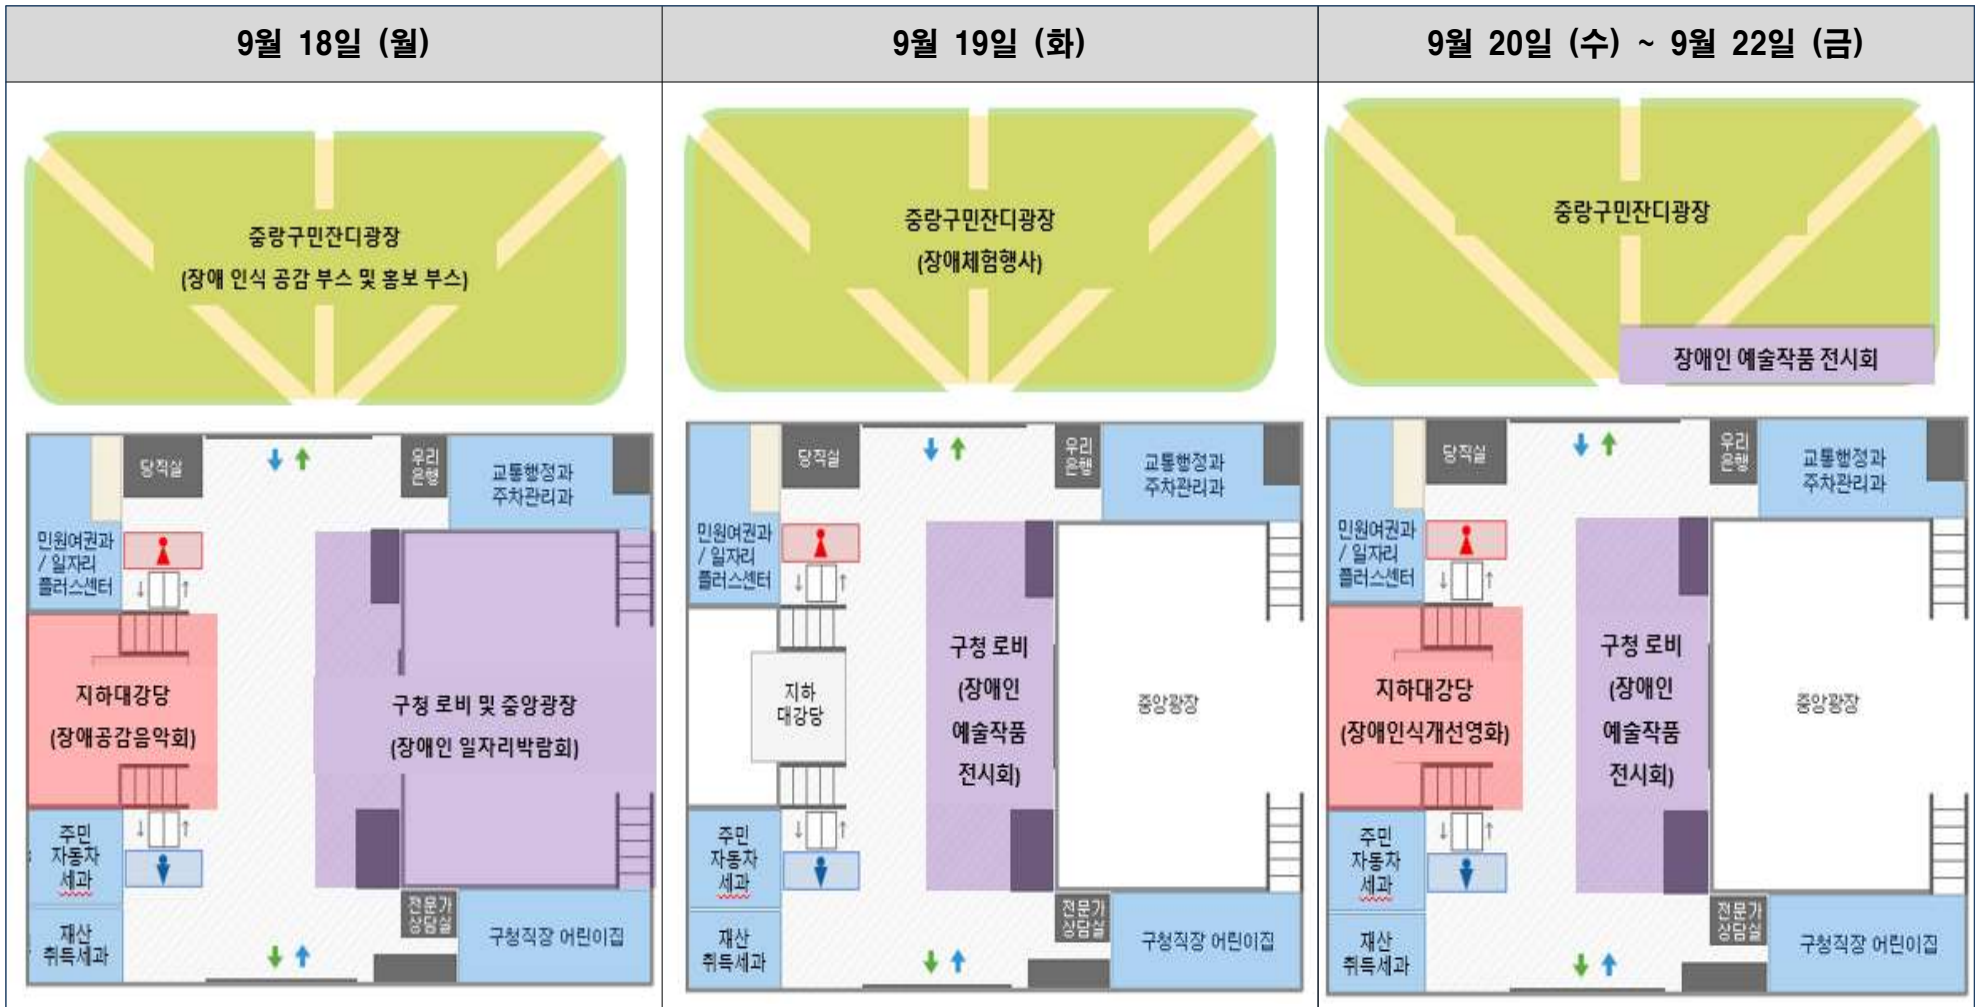 9월 18일 (월)
9월 19일 (화)
9월 20일 (수) ~ 9월 22일 (금)
중랑구민잔디광장
(장애 인식 공감 부스 및 홍보 부스)
당직실
우리
은행
교통행정과
주차관리과
민원여권과
/ 일자리
플러스센터
지하대강당
(장애공감음악회)
구청 로비 및 중앙광장
(장애인 일자리박람회)
주민
자동차
세과
재산
취득세과
전문가
상담실
구청직장 어린이집
중랑구민잔디광장
(장애체험행사)
당직실
우리
은행
교통행정과
주차관리과
민원여권과
/ 일자리
플러스센터
지하
대강당
구청 로비
(장애인
예술작품
전시회)
중앙광장
주민
자동차
세과
재산
취득세과
전문가
상담실
구청직장 어린이집
중랑구민잔디광장
장애인 예술작품 전시회
당직실
우리
은행
교통행정과
주차관리과
민원여권과
/ 일자리
플러스센터
지하대강당
(장애인식개선영화)
구청 로비
(장애인
예술작품
전시회)
중앙광장
주민
자동차
세과
재산
취득세과
전문가
상담실
구청직장 어린이집